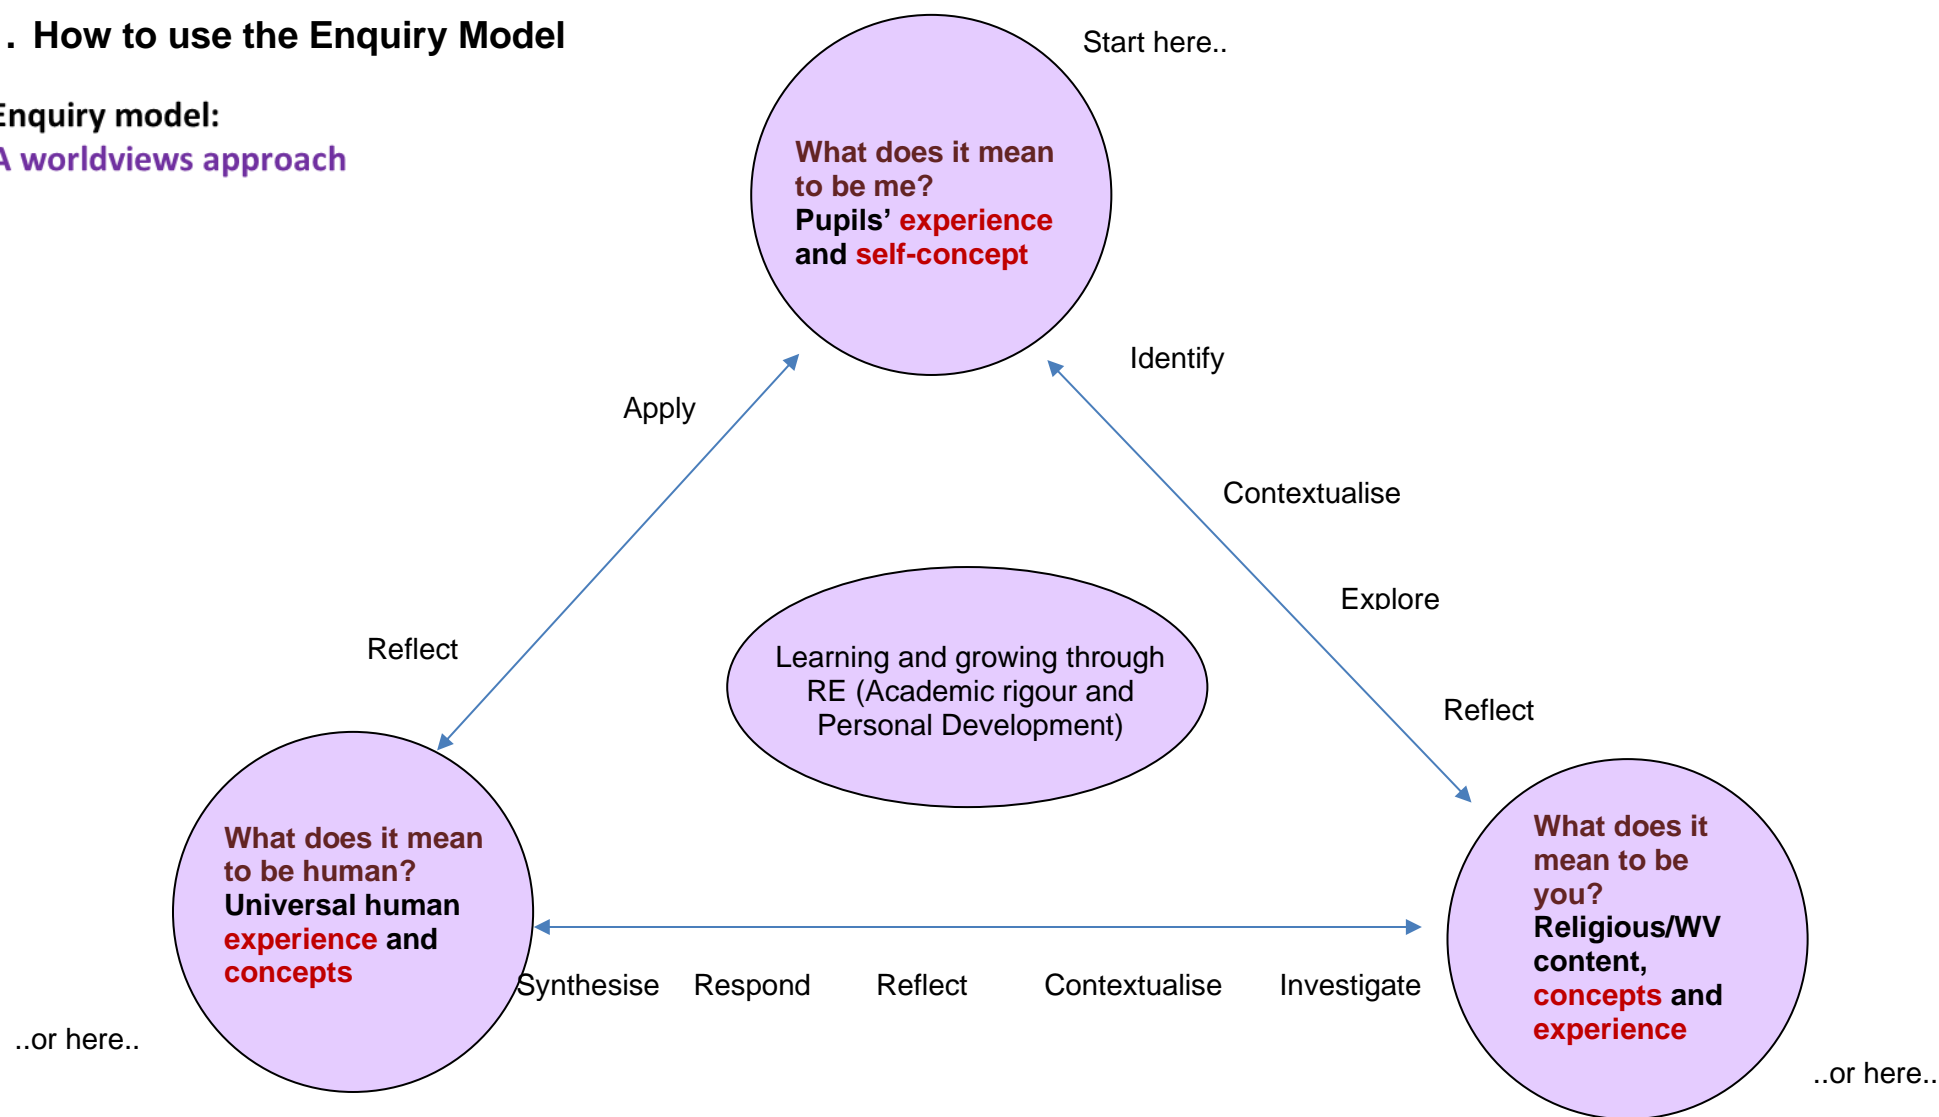 . How to use the Enquiry Model
Enquiry model:
A worldviews approach
Start here..
What does it mean
to be me?
Pupils’ experience
and self-concept
Identify
Apply
Contextualise
Explore
Reflect
Reflect
Learning and growing through
RE (Academic rigour and
Personal Development)
What does it mean
to be human?
Universal human
experience and
concepts
What does it
mean to be
you?
Religious/WV
content,
concepts and
experience
Synthesise Respond Reflect Contextualise Investigate
..or here..
..or here..